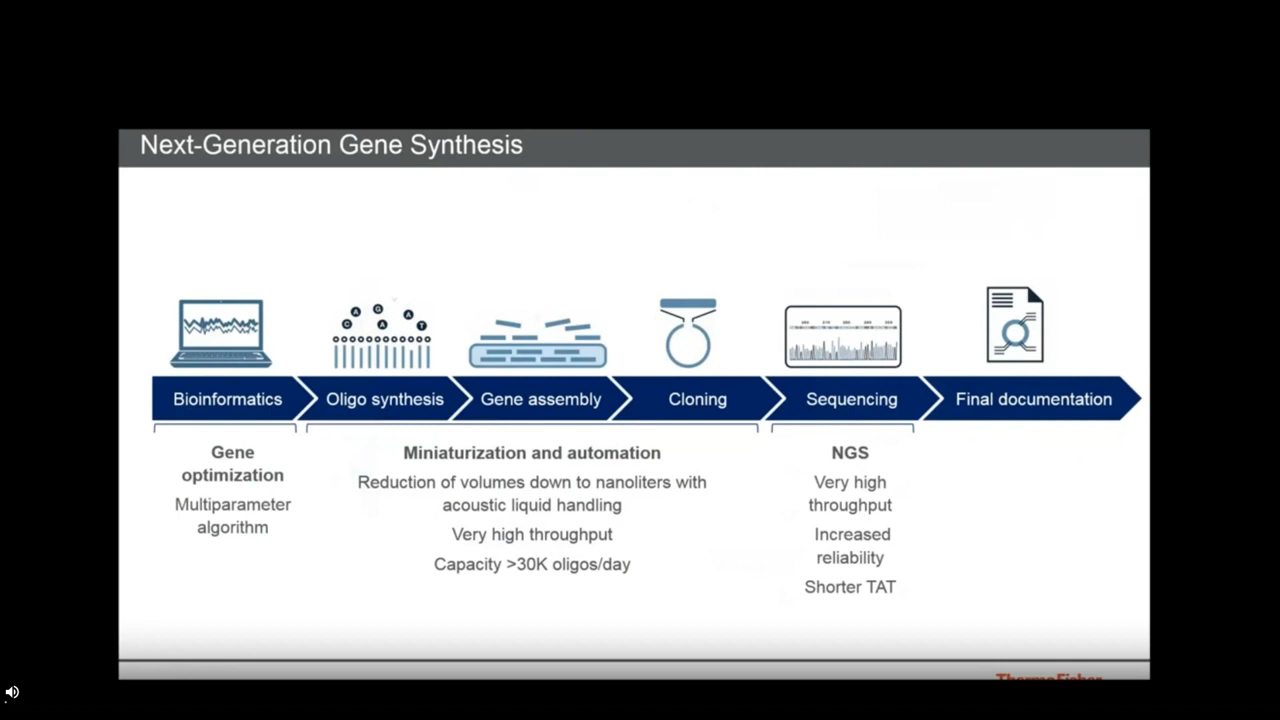 Next-Generation Gene Synthesis
C A G A A T
Bioinformatics
Oligo synthesis
Gene assembly
Cloning
Sequencing
Final documentation
Gene
optimization
Multiparameter
algorithm
Miniaturization and automation
Reduction of volumes down to nanoliters with
acoustic liquid handling
Very high throughput
Capacity >30K oligos/day
NGS
Very high
throughput
Increased
reliability
Shorter TAT
ThermoFisher